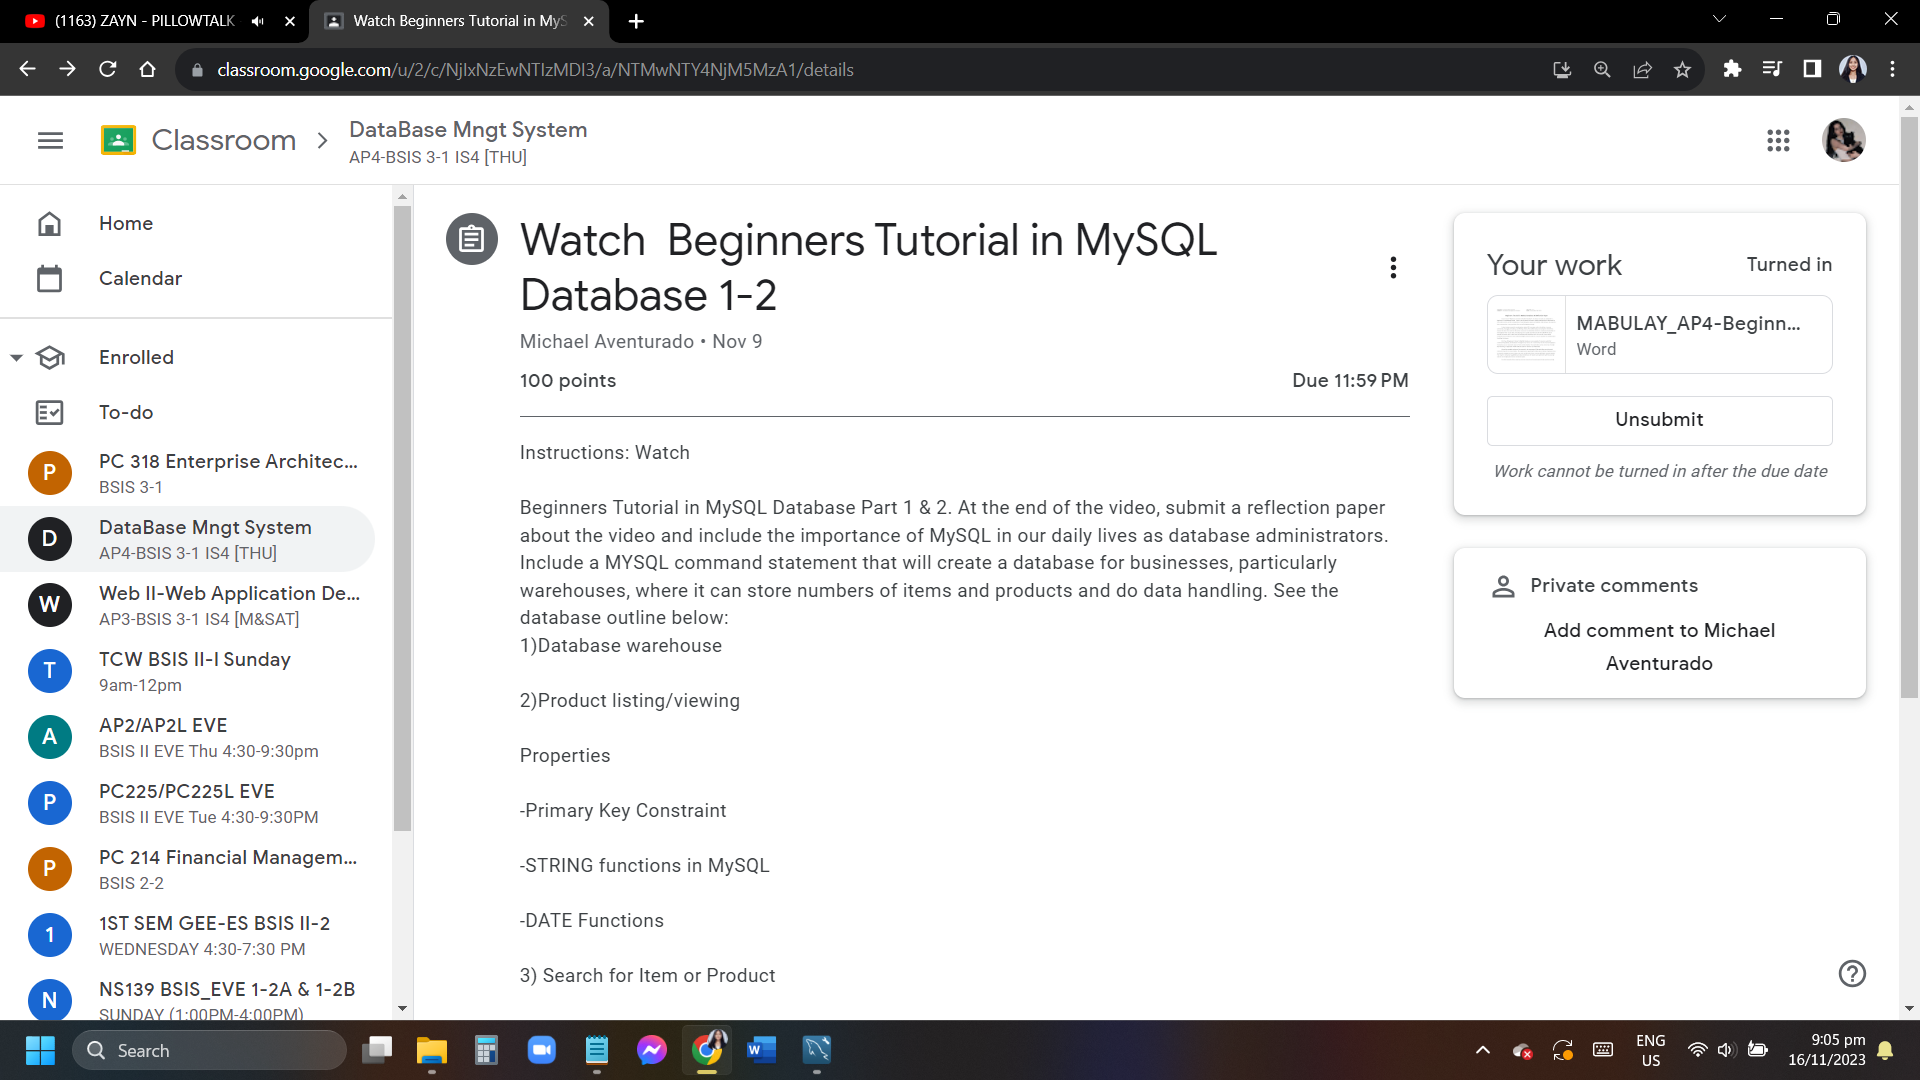 (1163) ZAYN - PILLOWTALK
Watch Beginners Tutorial in MyS
classroom.google.com/u/2/c/NjIxNzEwNTIzMDI3/a/NTMwNTY4NjM5MzA1/details
Classroom
DataBase Mngt System
AP4-BSIS 3-1 IS4 [THU]
Home
Calendar
Enrolled
To-do
P
PC 318 Enterprise Architec...
BSIS 3-1
D
DataBase Mngt System
AP4-BSIS 3-1 IS4 [THU]
W
Web II-Web Application De...
AP3-BSIS 3-1 IS4 [M&SAT]
T
TCW BSIS II-I Sunday
9am-12pm
A
AP2/AP2L EVE
BSIS II EVE Thu 4:30-9:30pm
P
PC225/PC225L EVE
BSIS II EVE Tue 4:30-9:30PM
P
PC 214 Financial Managem...
BSIS 2-2
1
1ST SEM GEE-ES BSIS II-2
WEDNESDAY 4:30-7:30 PM
N
NS139 BSIS_EVE 1-2A & 1-2B
SUNDAY (1:00PM-4:00PM)
Watch  Beginners Tutorial in MySQL
Database 1-2
Michael Aventurado • Nov 9
100 points
Due 11:59 PM
Instructions: Watch
Beginners Tutorial in MySQL Database Part 1 & 2. At the end of the video, submit a reflection paper
about the video and include the importance of MySQL in our daily lives as database administrators.
Include a MYSQL command statement that will create a database for businesses, particularly
warehouses, where it can store numbers of items and products and do data handling. See the
database outline below:
1)Database warehouse
2)Product listing/viewing
Properties
-Primary Key Constraint
-STRING functions in MySQL
-DATE Functions
3) Search for Item or Product
Your work
Turned in
MABULAY_AP4-Beginn...
Word
Unsubmit
Work cannot be turned in after the due date
Private comments
Add comment to Michael
Aventurado
Search
ENG
US
9:05 pm
16/11/2023